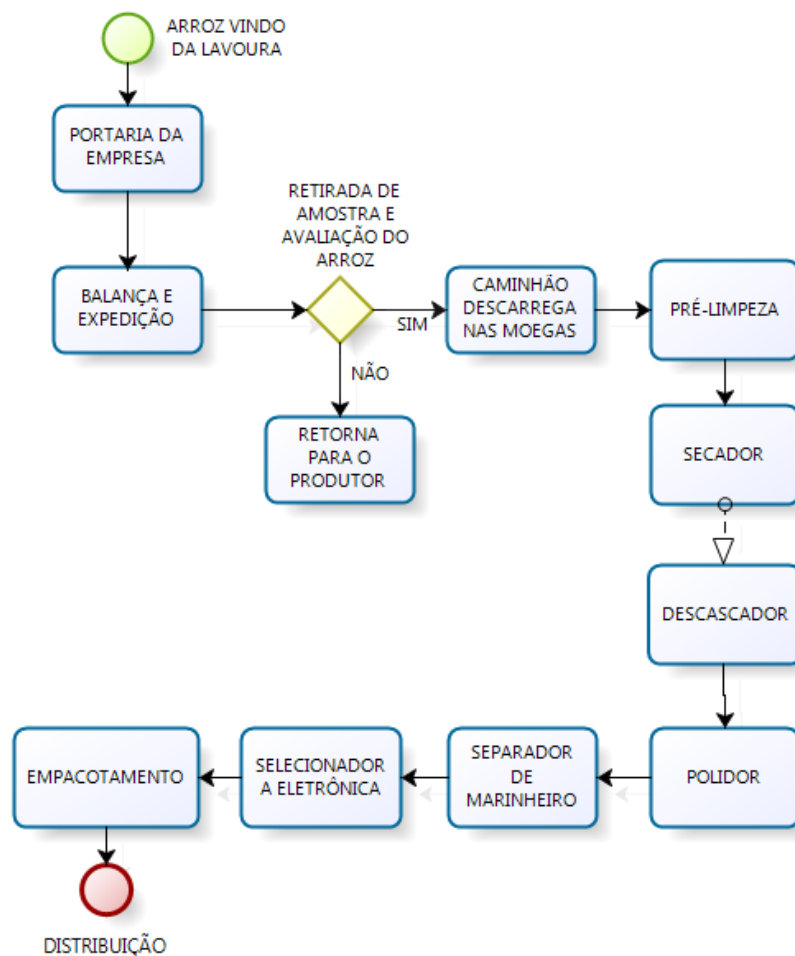 ARROZ VINDO
DA LAVOURA
PORTARIA DA
EMPRESA
BALANÇA E
EXPEDIÇÃO
RETIRADA DE
AMOSTRA E
AVALIAÇÃO DO
ARROZ
SIM
NÃO
RETORNA
PARA O
PRODUTOR
CAMINHÃO
DESCARREGA
NAS MOEGAS
PRÉ-LIMPEZA
SECADOR
DESCASCADOR
POLIDOR
SEPARADOR
DE
MARINHEIRO
SELECIONADOR
A ELETRÔNICA
EMPACOTAMENTO
DISTRIBUIÇÃO